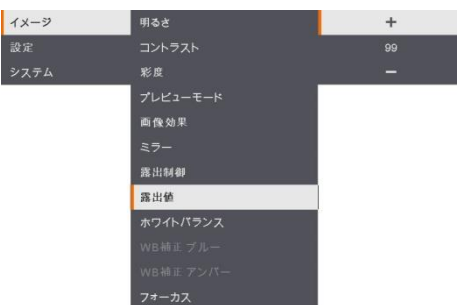 イメージ
設定
システム
明るさ
コントラスト
彩度
プレビューモード
画像効果
ミラー
露出制御
露出値
ホワイトバランス
WB補正 ブルー
WB補正 アンバー
フォーカス
+
99
−